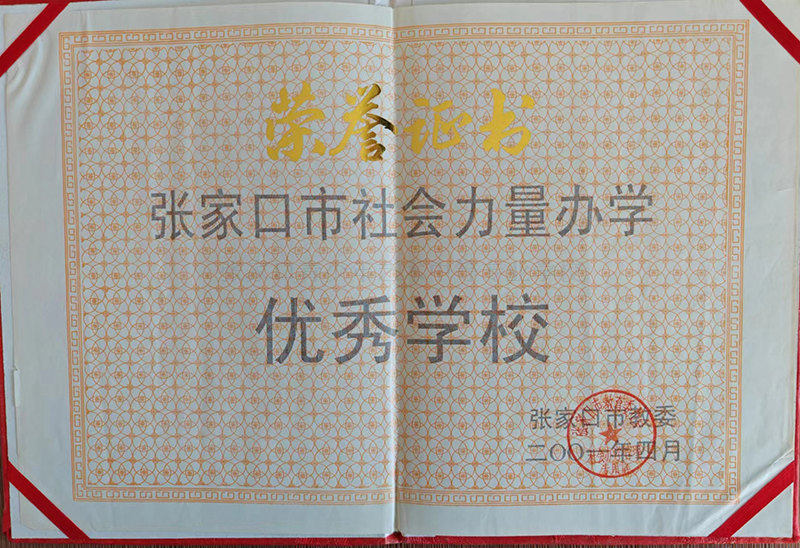 荣誉证书
张家口市社会力量办学
优秀学校
张家口市教委
二〇〇一年四月